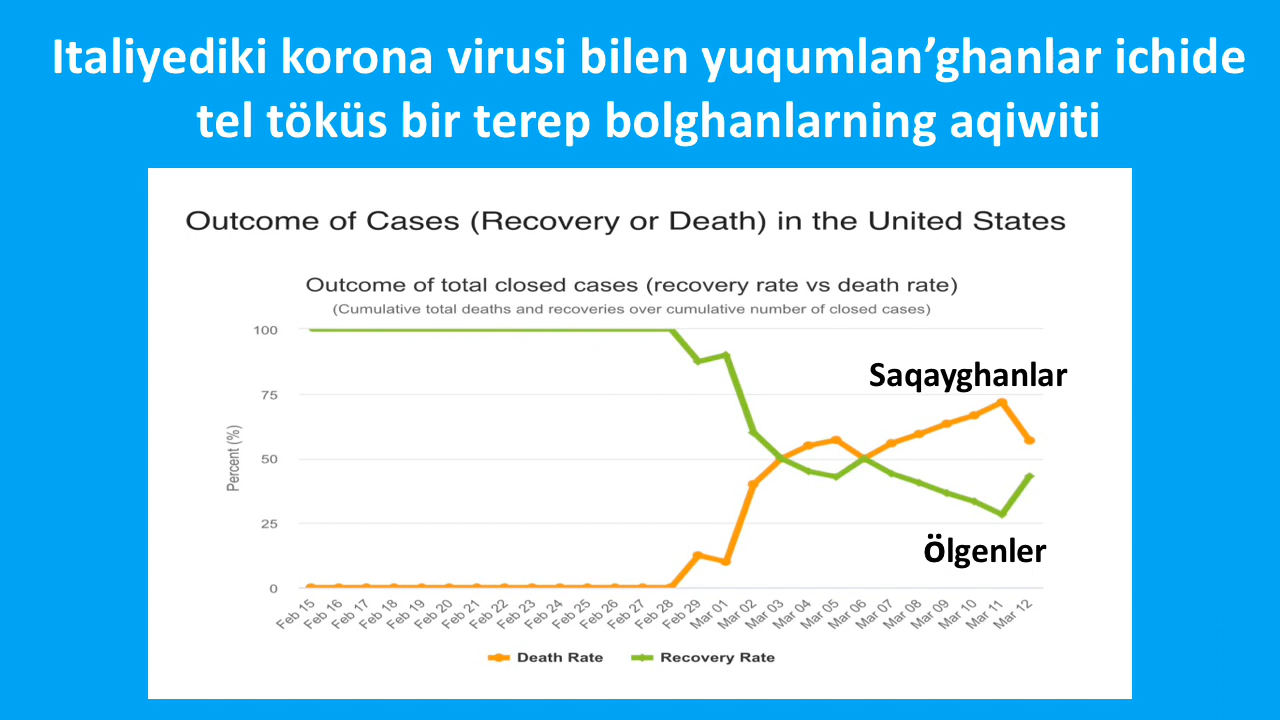 Italiyediki korona virusi bilen yuqumlan’ghanlar ichide
tel töküs bir terep bolghanlarning aqiwiti
Outcome of Cases (Recovery or Death) in the United States
Outcome of total closed cases (recovery rate vs death rate)
(Cumulative total deaths and recoveries over cumulative number of closed cases)
100
75
50
25
0
Percent (%)
Saqayghanlar
Ölgenler
Feb 15
Feb 16
Feb 17
Feb 18
Feb 19
Feb 20
Feb 21
Feb 22
Feb 23
Feb 24
Feb 25
Feb 26
Feb 27
Feb 28
Feb 29
Mar 01
Mar 02
Mar 03
Mar 04
Mar 05
Mar 06
Mar 07
Mar 08
Mar 09
Mar 10
Mar 11
Mar 12
Death Rate
Recovery Rate